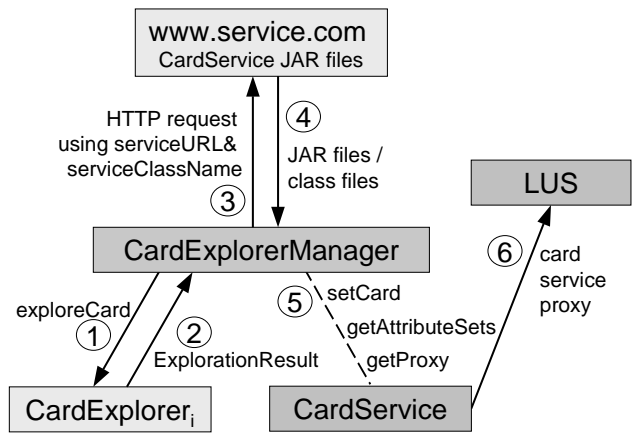 www.service.com
CardService JAR files
HTTP request
using serviceURL&
serviceClassName
3
4
JAR files /
class files
LUS
CardExplorerManager
6
card
service
proxy
exploreCard
1
2
ExplorationResult
5
setCard
getAttributeSets
getProxy
CardExploreri
CardService